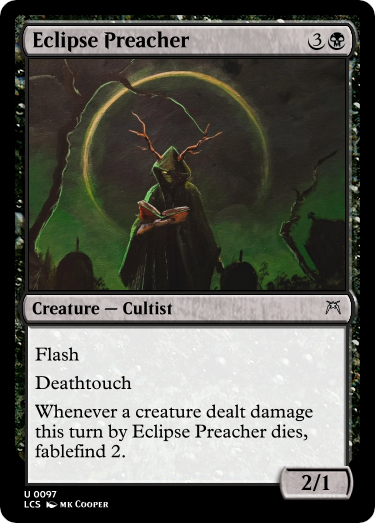 Eclipse Preacher 3
Creature — Cultist
Flash
Deathtouch
Whenever a creature dealt damage
this turn by Eclipse Preacher dies,
fablefind 2.
2/1
U 0097
LCS MK COOPER